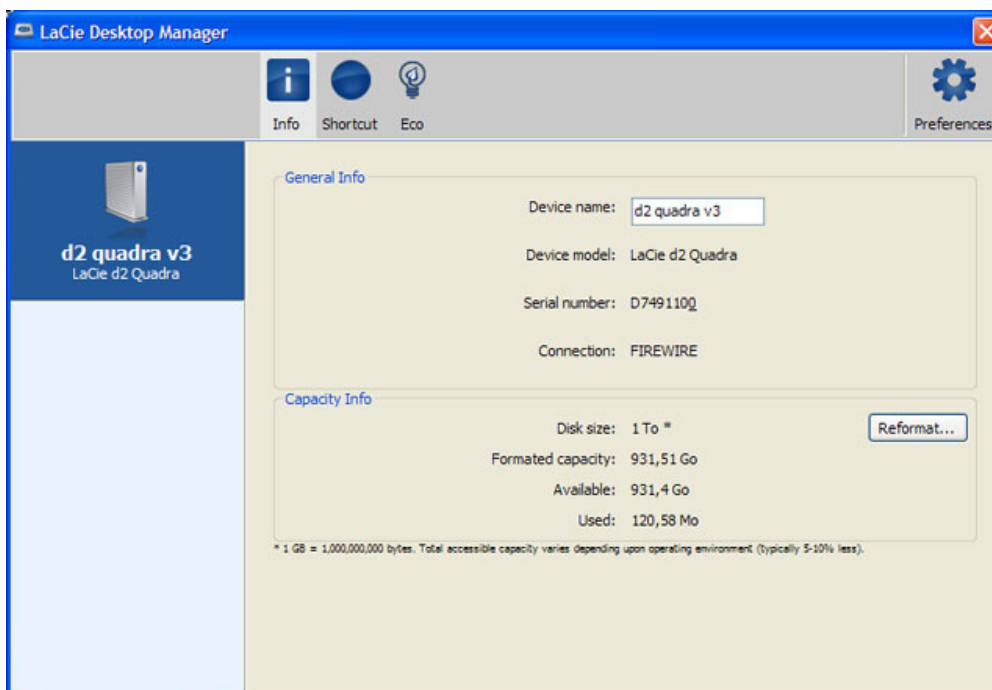 LaCie Desktop Manager
Info Shortcut Eco Preferences
d2 quadra v3
LaCie d2 Quadra
General Info
Device name: d2 quadra v3
Device model: LaCie d2 Quadra
Serial number: D7491100
Connection: FIREWIRE
Capacity Info
Disk size: 1 To *
Reformat...
Formated capacity: 931,51 Go
Available: 931,4 Go
Used: 120,58 Mo
* 1 GB = 1,000,000,000 bytes. Total accessible capacity varies depending upon operating environment (typically 5-10% less).